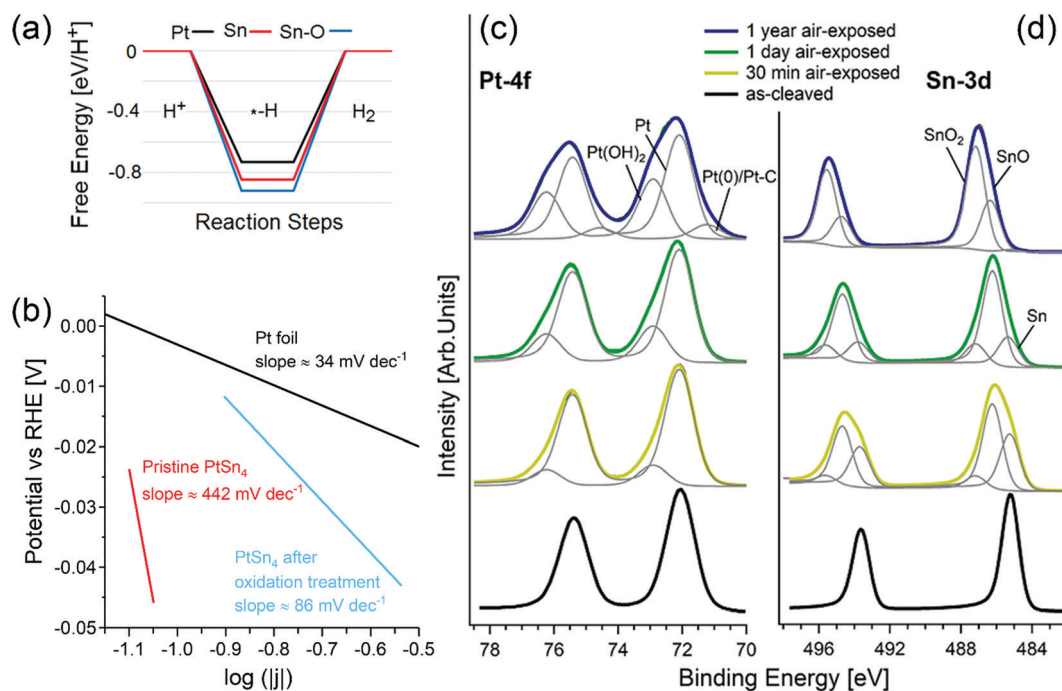 (a)
Pt Sn Sn-O
Free Energy [eV/H⁺]
0
-0.4
-0.8
H⁺ *-H H₂
Reaction Steps
(b)
Potential vs RHE [V]
0.00
-0.01
-0.02
-0.03
-0.04
-0.05
Pt foil
slope ≈ 34 mV dec⁻¹
Pristine PtSn₄
slope ≈ 442 mV dec⁻¹
PtSn₄ after
oxidation treatment
slope ≈ 86 mV dec⁻¹
-1.1 -1.0 -0.9 -0.8 -0.7 -0.6 -0.5
log (|j|)
(c)
Pt-4f
1 year air-exposed
1 day air-exposed
30 min air-exposed
as-cleaved
Pt
Pt(OH)₂
Pt(0)/Pt-C
Intensity [Arb.Units]
78 76 74 72 70
(d)
Sn-3d
SnO₂
SnO
Sn
496 492 488 484
Binding Energy [eV]